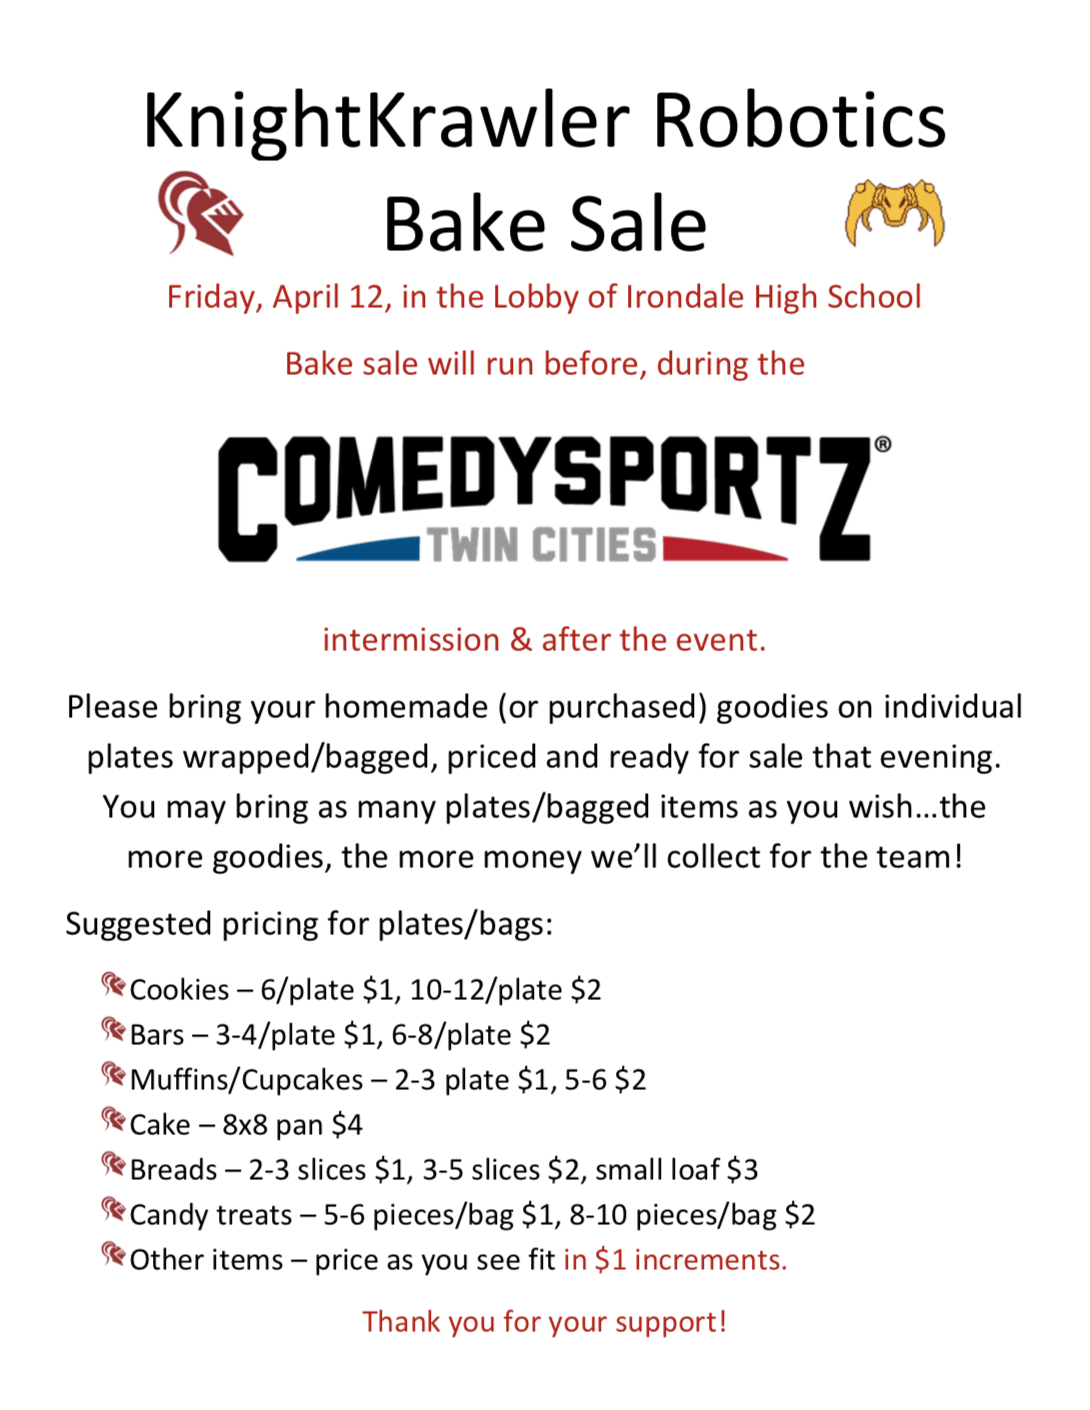 KnightKrawler Robotics
Bake Sale
Friday, April 12, in the Lobby of Irondale High School
Bake sale will run before, during the
COMEDYSPORTZ®
TWIN CITIES
intermission & after the event.
Please bring your homemade (or purchased) goodies on individual
plates wrapped/bagged, priced and ready for sale that evening.
You may bring as many plates/bagged items as you wish…the
more goodies, the more money we’ll collect for the team!
Suggested pricing for plates/bags:
Cookies – 6/plate $1, 10-12/plate $2
Bars – 3-4/plate $1, 6-8/plate $2
Muffins/Cupcakes – 2-3 plate $1, 5-6 $2
Cake – 8x8 pan $4
Breads – 2-3 slices $1, 3-5 slices $2, small loaf $3
Candy treats – 5-6 pieces/bag $1, 8-10 pieces/bag $2
Other items – price as you see fit in $1 increments.
Thank you for your support!